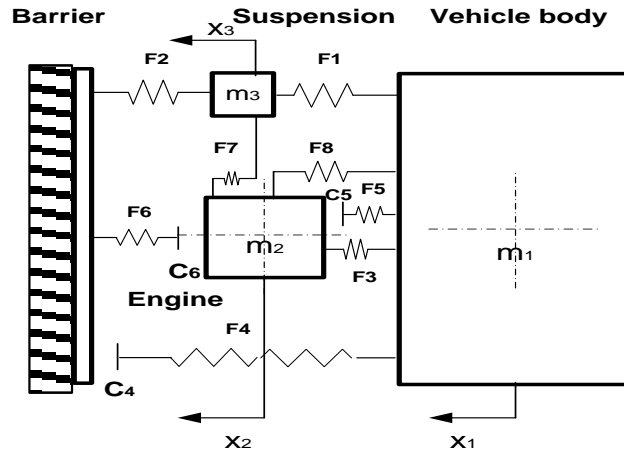 Barrier Suspension Vehicle body
x3
F2 F1
m3
F7 F8
C5 F5
F6
m2 m1
C6 F3
Engine
F4
C4
x2 x1